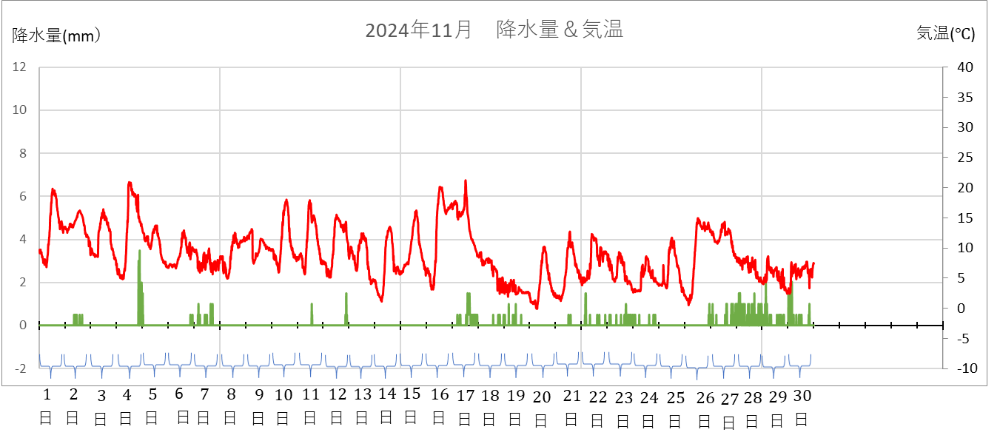 2024年11月　降水量＆気温
降水量(mm）
気温(℃)
12 40
10 35
8 30
6 25
4 20
2 15
0 10
-2 5
0
-5
-10
1 2 3 4 5 6 7 8 9 10 11 12 13 14 15 16 17 18 19 20 21 22 23 24 25 26 27 28 29 30
日 日 日 日 日 日 日 日 日 日 日 日 日 日 日 日 日 日 日 日 日 日 日 日 日 日 日 日 日 日